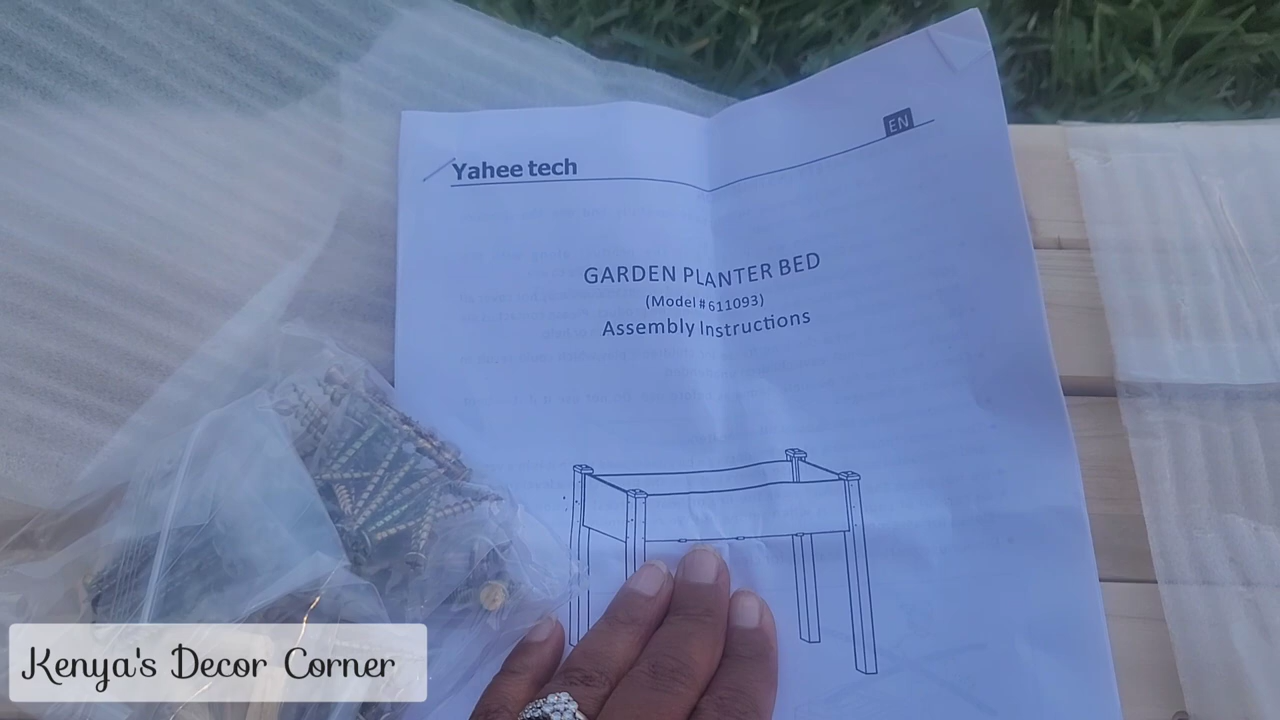 EN
Yahee tech
GARDEN PLANTER BED
(Model#611093)
Assembly Instructions
Kenya's Decor Corner